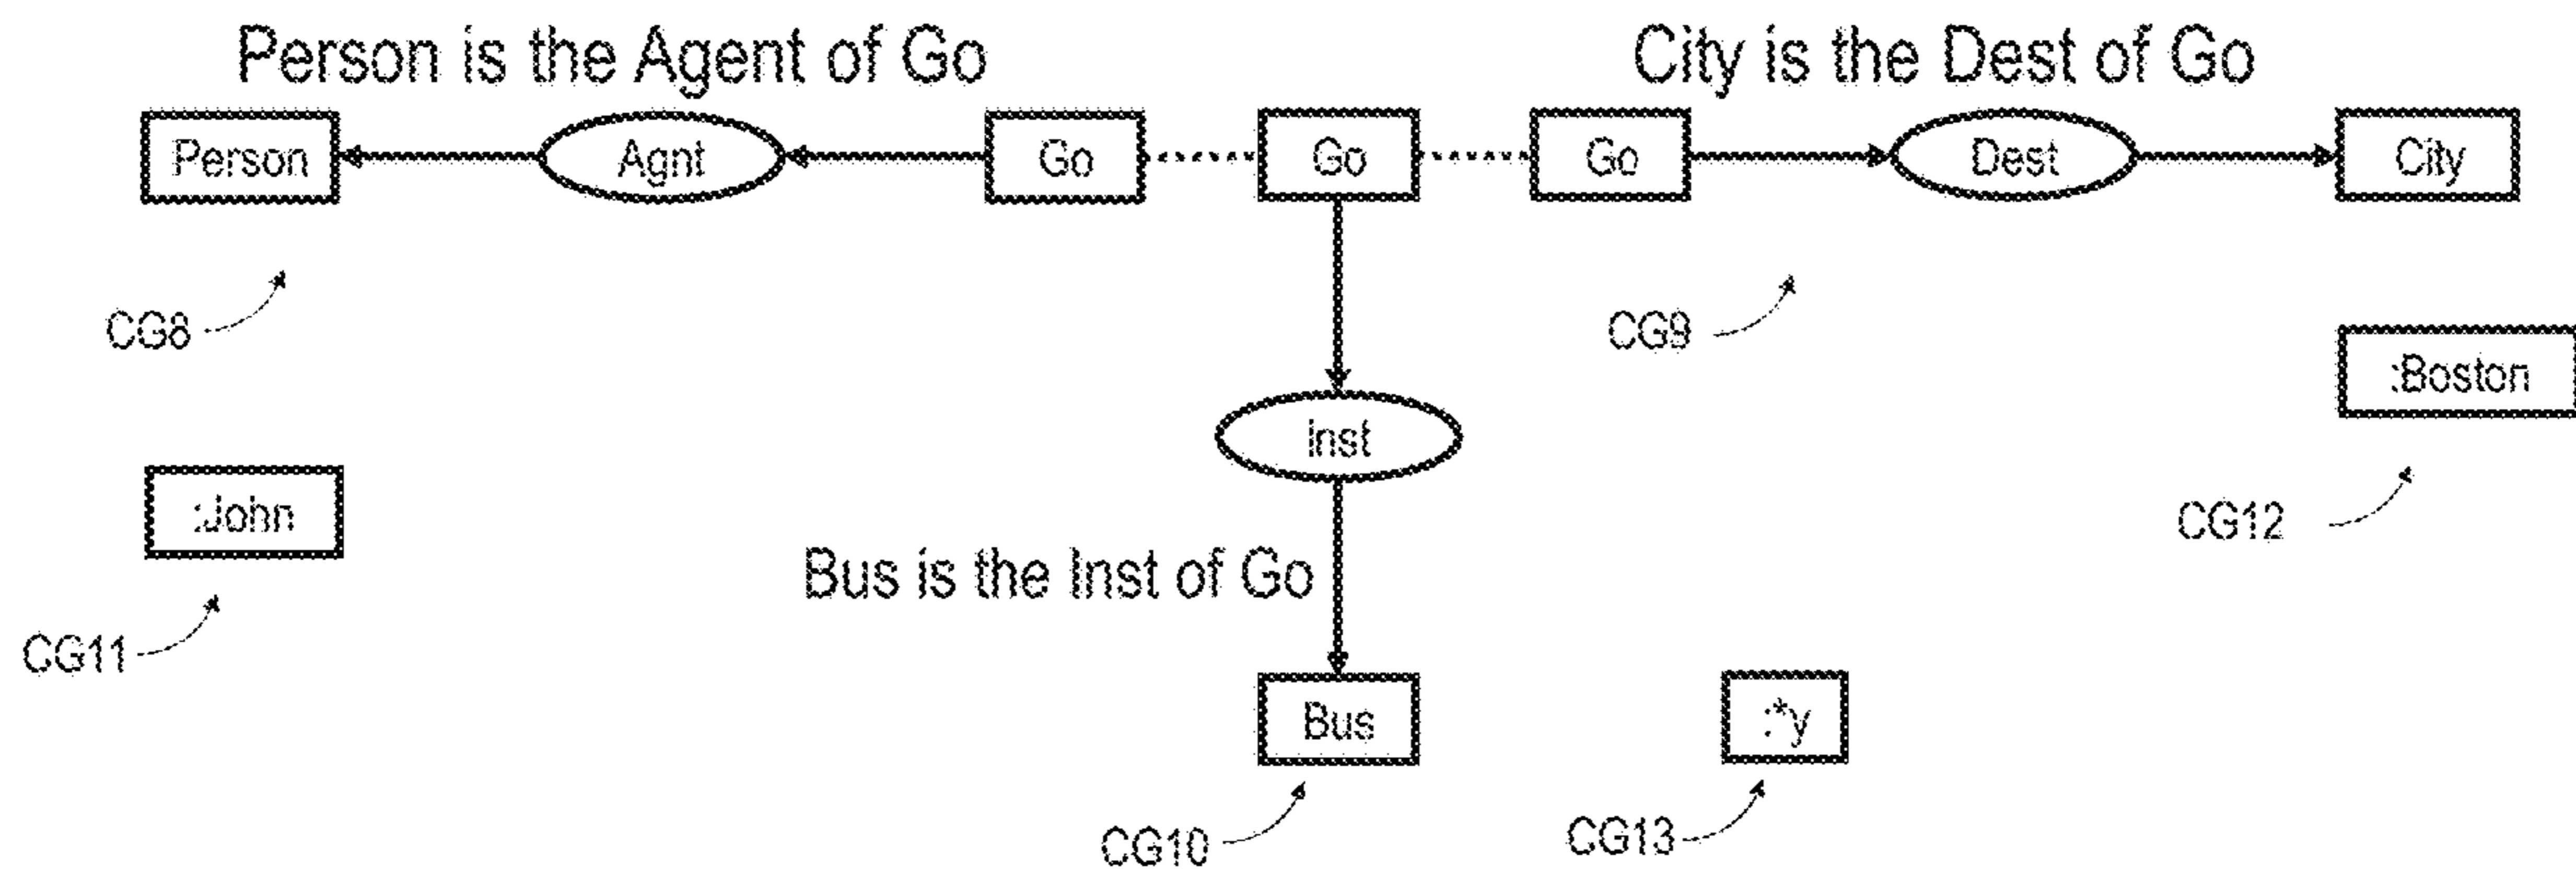 Person is the Agent of Go
City is the Dest of Go
Person
Agnt
Go
Go
Go
Dest
City
CG8
CG9
:Boston
Inst
:John
CG12
Bus is the Inst of Go
CG11
Bus
:*y
CG10
CG13